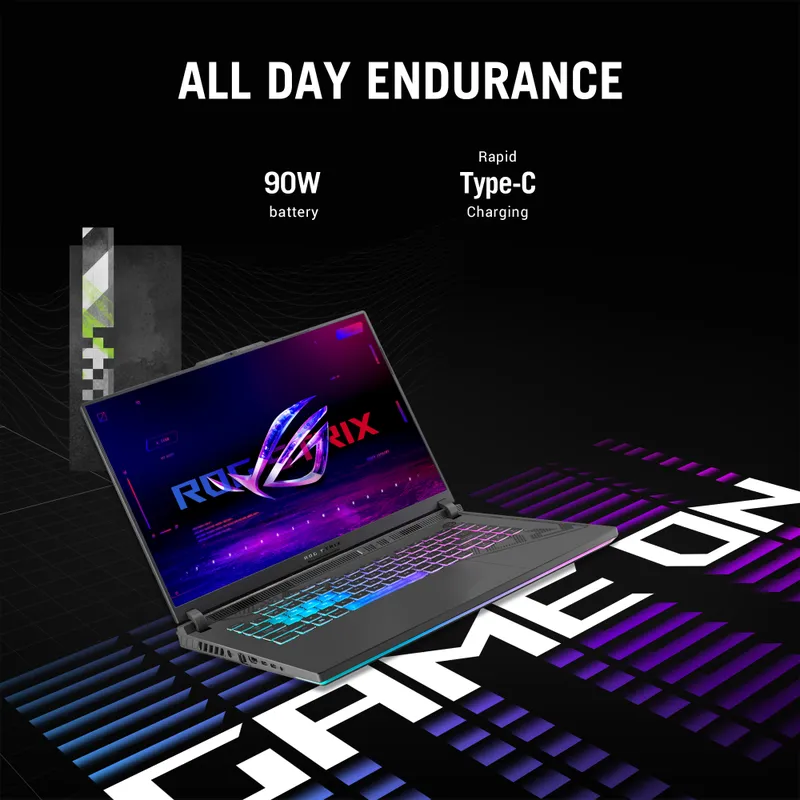 ALL DAY ENDURANCE
90W
battery
Rapid
Type-C
Charging
ROG STRIX
GAME ON